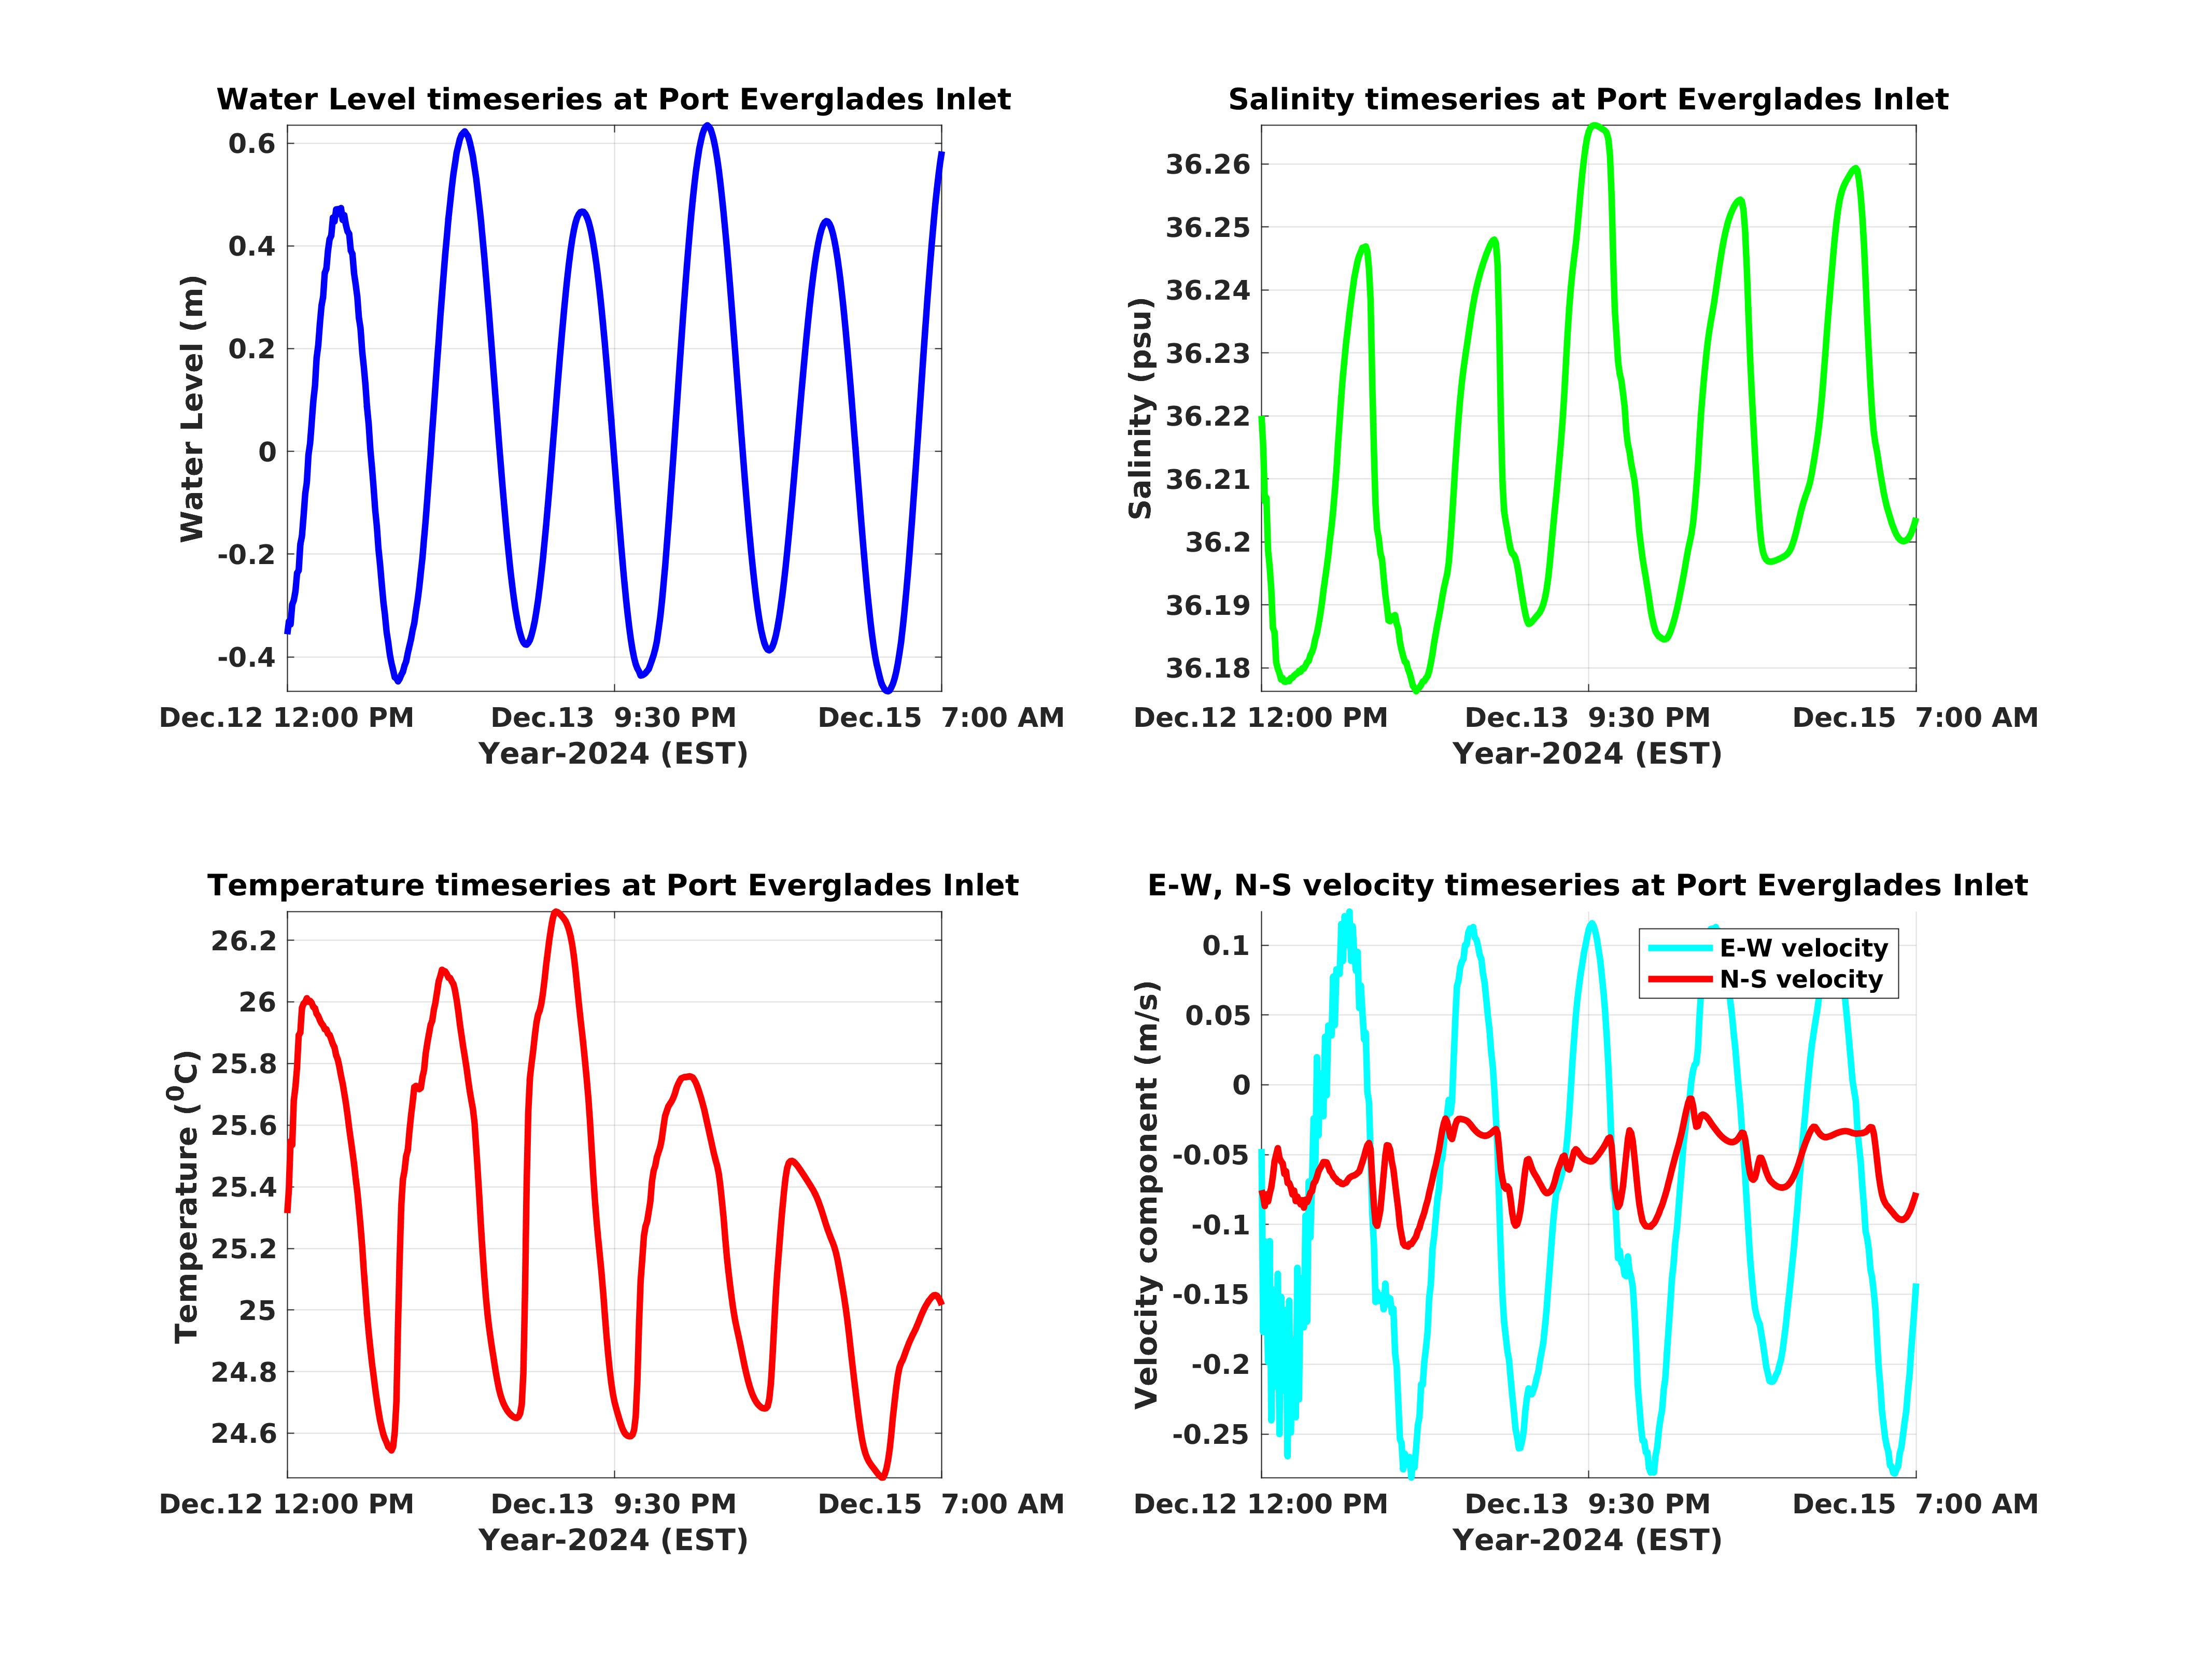 Water Level timeseries at Port Everglades Inlet
0.6
0.4
0.2
0
-0.2
-0.4
Water Level (m)
Dec.12 12:00 PM
Dec.13 9:30 PM
Dec.15 7:00 AM
Year-2024 (EST)
Salinity timeseries at Port Everglades Inlet
36.26
36.25
36.24
36.23
36.22
36.21
36.2
36.19
36.18
Salinity (psu)
Dec.12 12:00 PM
Dec.13 9:30 PM
Dec.15 7:00 AM
Year-2024 (EST)
Temperature timeseries at Port Everglades Inlet
26.2
26
25.8
25.6
25.4
25.2
25
24.8
24.6
Temperature (⁰C)
Dec.12 12:00 PM
Dec.13 9:30 PM
Dec.15 7:00 AM
Year-2024 (EST)
E-W, N-S velocity timeseries at Port Everglades Inlet
0.1
0.05
0
-0.05
-0.1
-0.15
-0.2
-0.25
Velocity component (m/s)
E-W velocity
N-S velocity
Dec.12 12:00 PM
Dec.13 9:30 PM
Dec.15 7:00 AM
Year-2024 (EST)